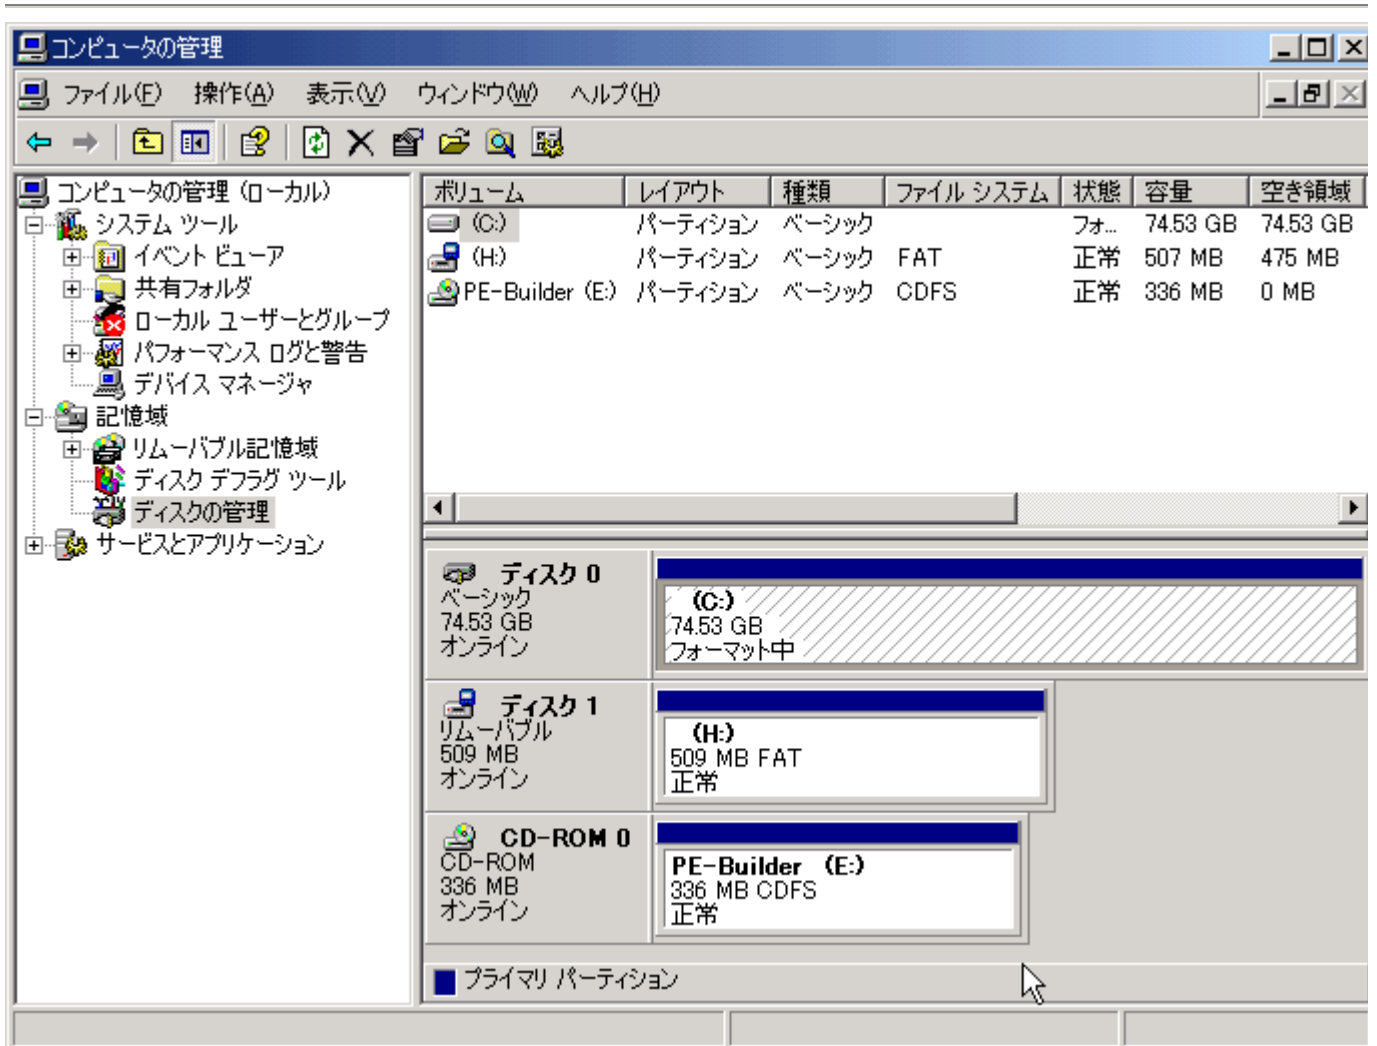 コンピュータの管理
ファイル(F) 操作(A) 表示(V) ウィンドウ(W) ヘルプ(H)
コンピュータの管理 (ローカル)
システム ツール
イベント ビューア
共有フォルダ
ローカル ユーザーとグループ
パフォーマンス ログと警告
デバイス マネージャ
記憶域
リムーバブル記憶域
ディスク デフラグ ツール
ディスクの管理
サービスとアプリケーション
ボリューム レイアウト 種類 ファイル システム 状態 容量 空き領域
(C:) パーティション ベーシック フォ... 74.53 GB 74.53 GB
(H:) パーティション ベーシック FAT 正常 507 MB 475 MB
PE-Builder (E:) パーティション ベーシック CDFS 正常 336 MB 0 MB
ディスク 0
ベーシック
74.53 GB
オンライン
(C:)
74.53 GB
フォーマット中
ディスク 1
リムーバブル
509 MB
オンライン
(H:)
509 MB FAT
正常
CD-ROM 0
CD-ROM
336 MB
オンライン
PE-Builder (E:)
336 MB CDFS
正常
プライマリ パーティション